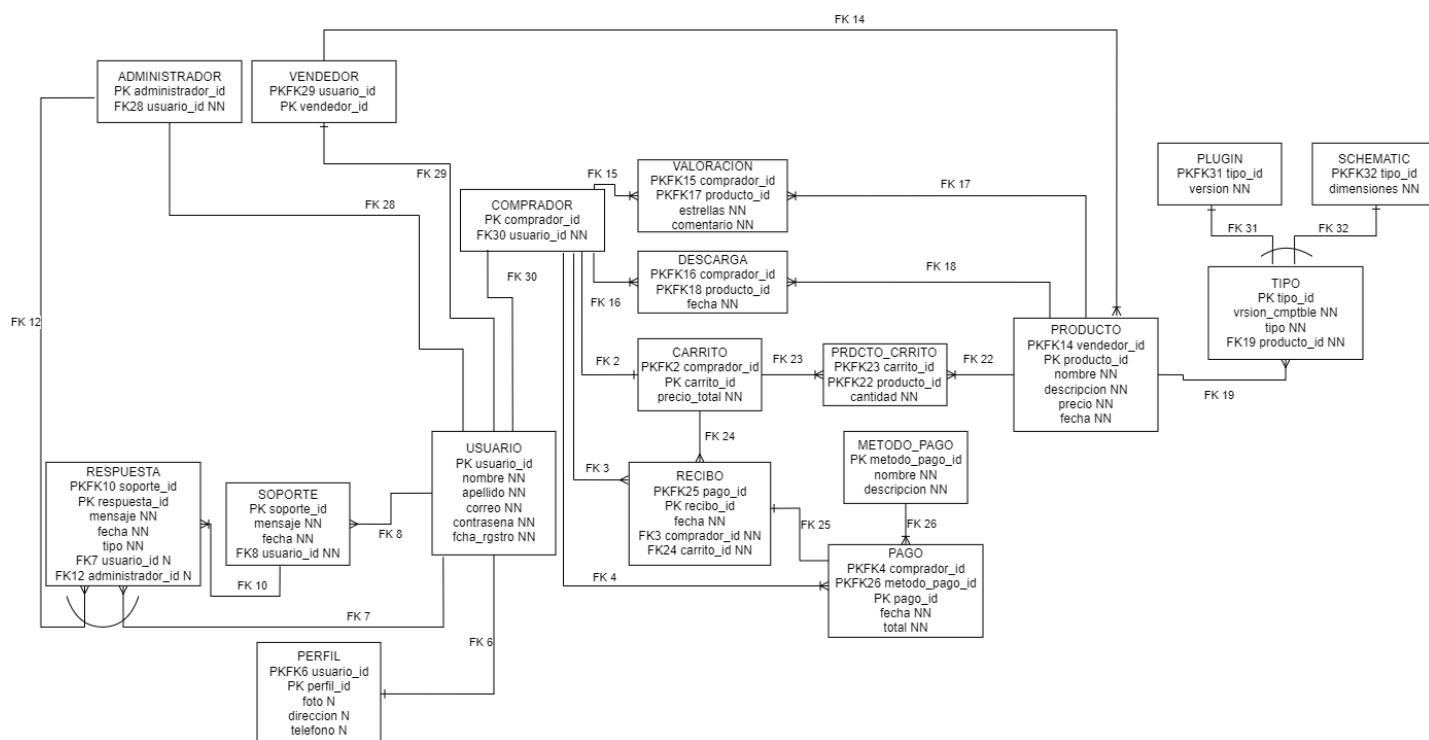 FK 14
ADMINISTRADOR
PK administrador_id
FK28 usuario_id NN
VENDEDOR
PKFK29 usuario_id
PK vendedor_id
FK 29
FK 28
FK 12
COMPRADOR
PK comprador_id
FK30 usuario_id NN
FK 30
FK 15
FK 16
VALORACION
PKFK15 comprador_id
PKFK17 producto_id
estrellas NN
comentario NN
FK 17
DESCARGA
PKFK16 comprador_id
PKFK18 producto_id
fecha NN
FK 18
PLUGIN
PKFK31 tipo_id
version NN
SCHEMATIC
PKFK32 tipo_id
dimensiones NN
FK 31
FK 32
TIPO
PK tipo_id
vrsion_cmptble NN
tipo NN
FK19 producto_id NN
FK 19
PRODUCTO
PKFK14 vendedor_id
PK producto_id
nombre NN
descripcion NN
precio NN
fecha NN
FK 2
CARRITO
PKFK2 comprador_id
PK carrito_id
precio_total NN
FK 23
PRDCTO_CRRITO
PKFK23 carrito_id
PKFK22 producto_id
cantidad NN
FK 22
FK 24
FK 3
RECIBO
PKFK25 pago_id
PK recibo_id
fecha NN
FK3 comprador_id NN
FK24 carrito_id NN
FK 25
METODO_PAGO
PK metodo_pago_id
nombre NN
descripcion NN
FK 26
FK 4
PAGO
PKFK4 comprador_id
PKFK26 metodo_pago_id
PK pago_id
fecha NN
total NN
USUARIO
PK usuario_id
nombre NN
apellido NN
correo NN
contrasena NN
fcha_rgstro NN
FK 8
SOPORTE
PK soporte_id
mensaje NN
fecha NN
FK8 usuario_id NN
FK 10
RESPUESTA
PKFK10 soporte_id
PK respuesta_id
mensaje NN
fecha NN
tipo NN
FK7 usuario_id N
FK12 administrador_id N
FK 7
FK 6
PERFIL
PKFK6 usuario_id
PK perfil_id
foto N
direccion N
telefono N